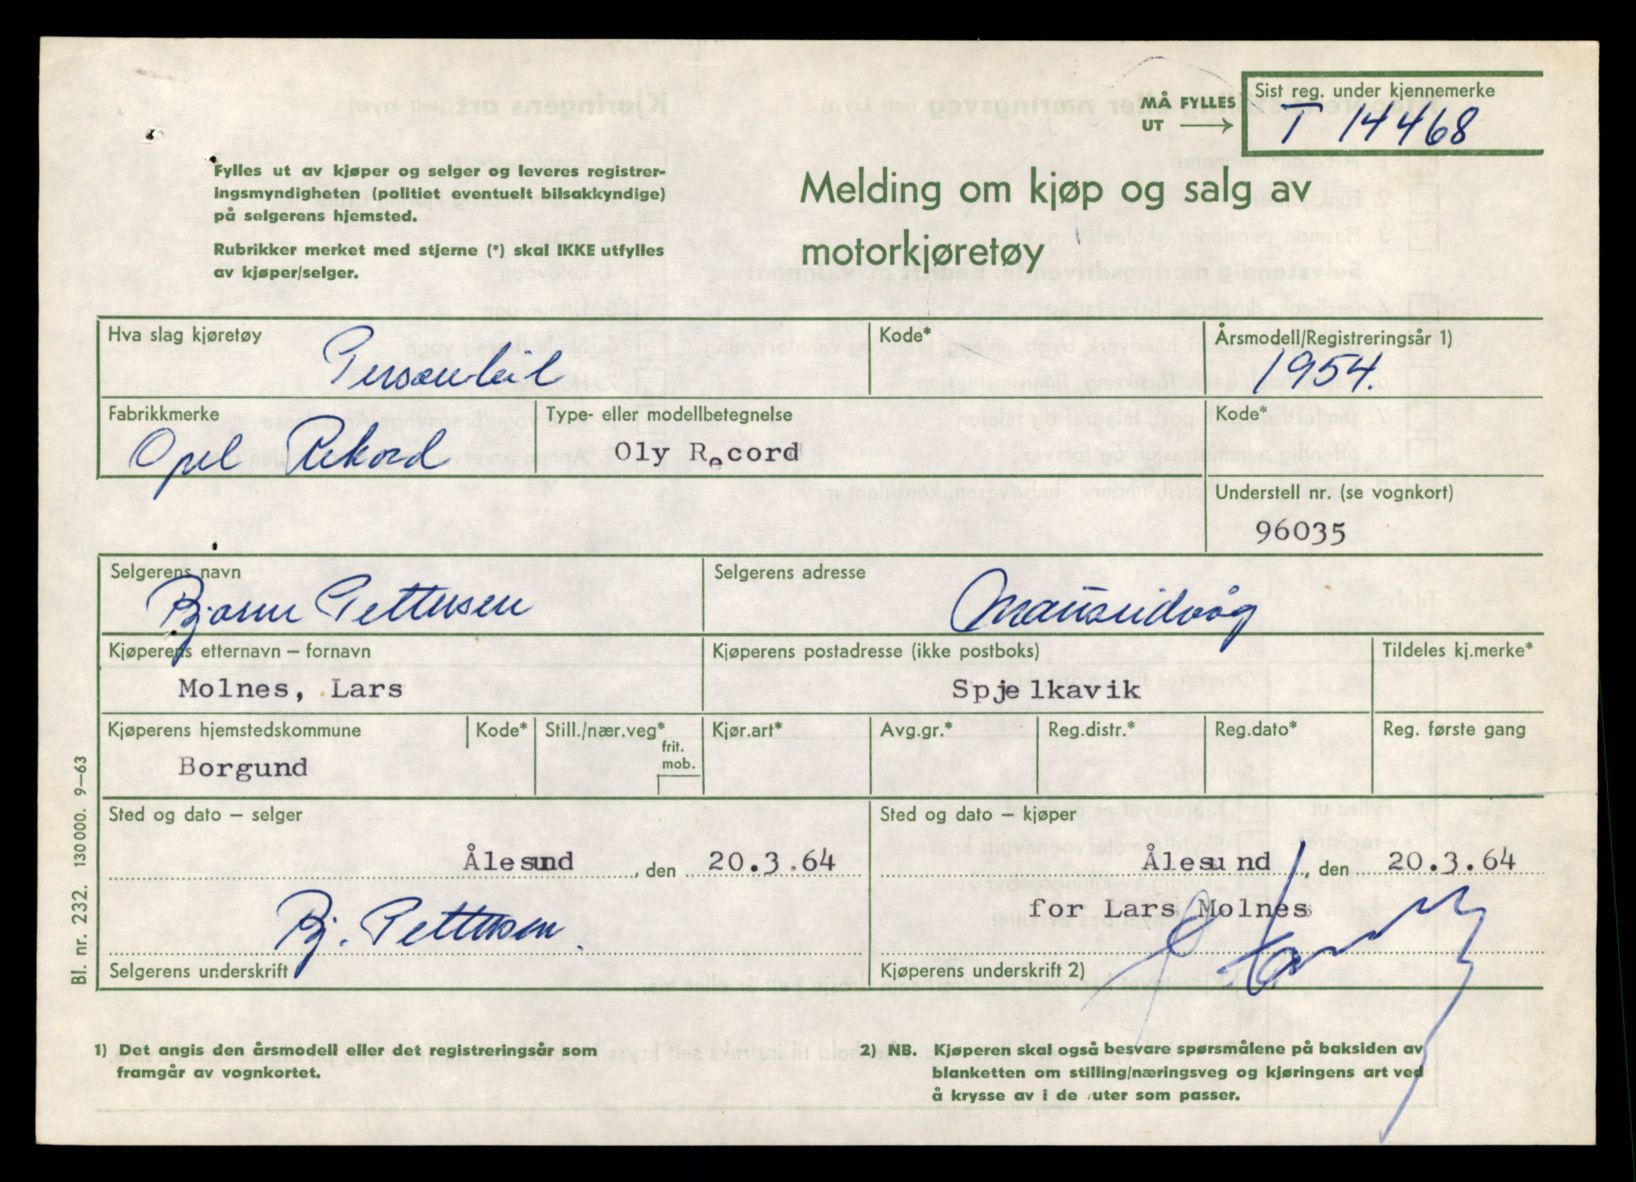 MÅ FYLLES
UT →
Sist reg. under kjennemerke
T 14468
Fylles ut av kjøper og selger og leveres registrer-
ingsmyndigheten (politiet eventuelt bilsakkyndige)
på selgerens hjemsted.
Rubrikker merket med stjerne (*) skal IKKE utfylles
av kjøper/selger.
Melding om kjøp og salg av
motorkjøretøy
Hva slag kjøretøy
Personbil
Kode*
Årsmodell/Registreringsår 1)
1954.
Fabrikkmerke
Opel Rekord
Type- eller modellbetegnelse
Oly Record
Kode*
Understell nr. (se vognkort)
96035
Selgerens navn
Bjarne Pettersen
Selgerens adresse
Mauseidvåg
Kjøperens etternavn – fornavn
Molnes, Lars
Kjøperens postadresse (ikke postboks)
Spjelkavik
Tildeles kj.merke*
Kjøperens hjemstedskommune
Borgund
Kode*
Still./nær.veg*
frit.
mob.
Kjør.art*
Avg.gr.*
Reg.distr.*
Reg.dato*
Reg. første gang
Sted og dato – selger
Ålesund, den 20.3.64
Bj. Pettersen.
Selgerens underskrift
Sted og dato – kjøper
Ålesund, den 20.3.64
for Lars Molnes
Kjøperens underskrift 2)
Bl. nr. 232. 130000. 9–63
1) Det angis den årsmodell eller det registreringsår som
framgår av vognkortet.
2) NB. Kjøperen skal også besvare spørsmålene på baksiden av
blanketten om stilling/næringsveg og kjøringens art ved
å krysse av i de ruter som passer.